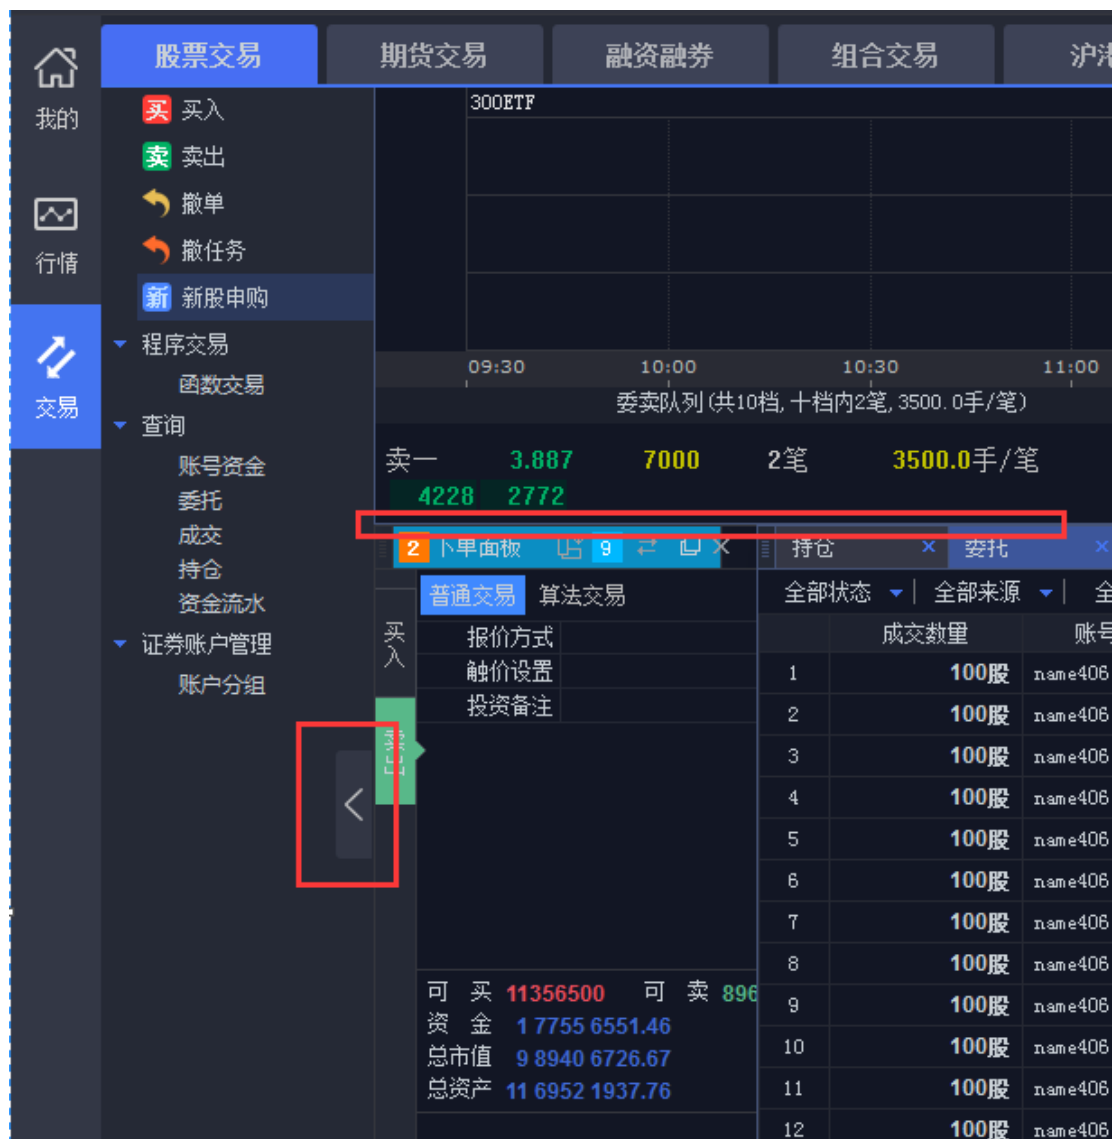 股票交易 期货交易 融资融券 组合交易 沪
我的
行情
交易
买 买入
卖 卖出
撤单
撤任务
新 新股申购
程序交易
函数交易
查询
账号资金
委托
成交
持仓
资金流水
证券账户管理
账户分组
300ETF
09:30 10:00 10:30 11:00
委卖队列(共10档,十档内2笔,3500.0手/笔)
卖一 3.887 7000 2笔 3500.0手/笔
4228 2772
2 下单面板 9
买入
卖出
普通交易 算法交易
报价方式
触价设置
投资备注
可 买 11356500 可 卖 896
资 金 1 7755 6551.46
总市值 9 8940 6726.67
总资产 11 6952 1937.76
持仓 委托
全部状态 全部来源 全
成交数量 账号
1 100股 name406
2 100股 name406
3 100股 name406
4 100股 name406
5 100股 name406
6 100股 name406
7 100股 name406
8 100股 name406
9 100股 name406
10 100股 name406
11 100股 name406
12 100股 name406